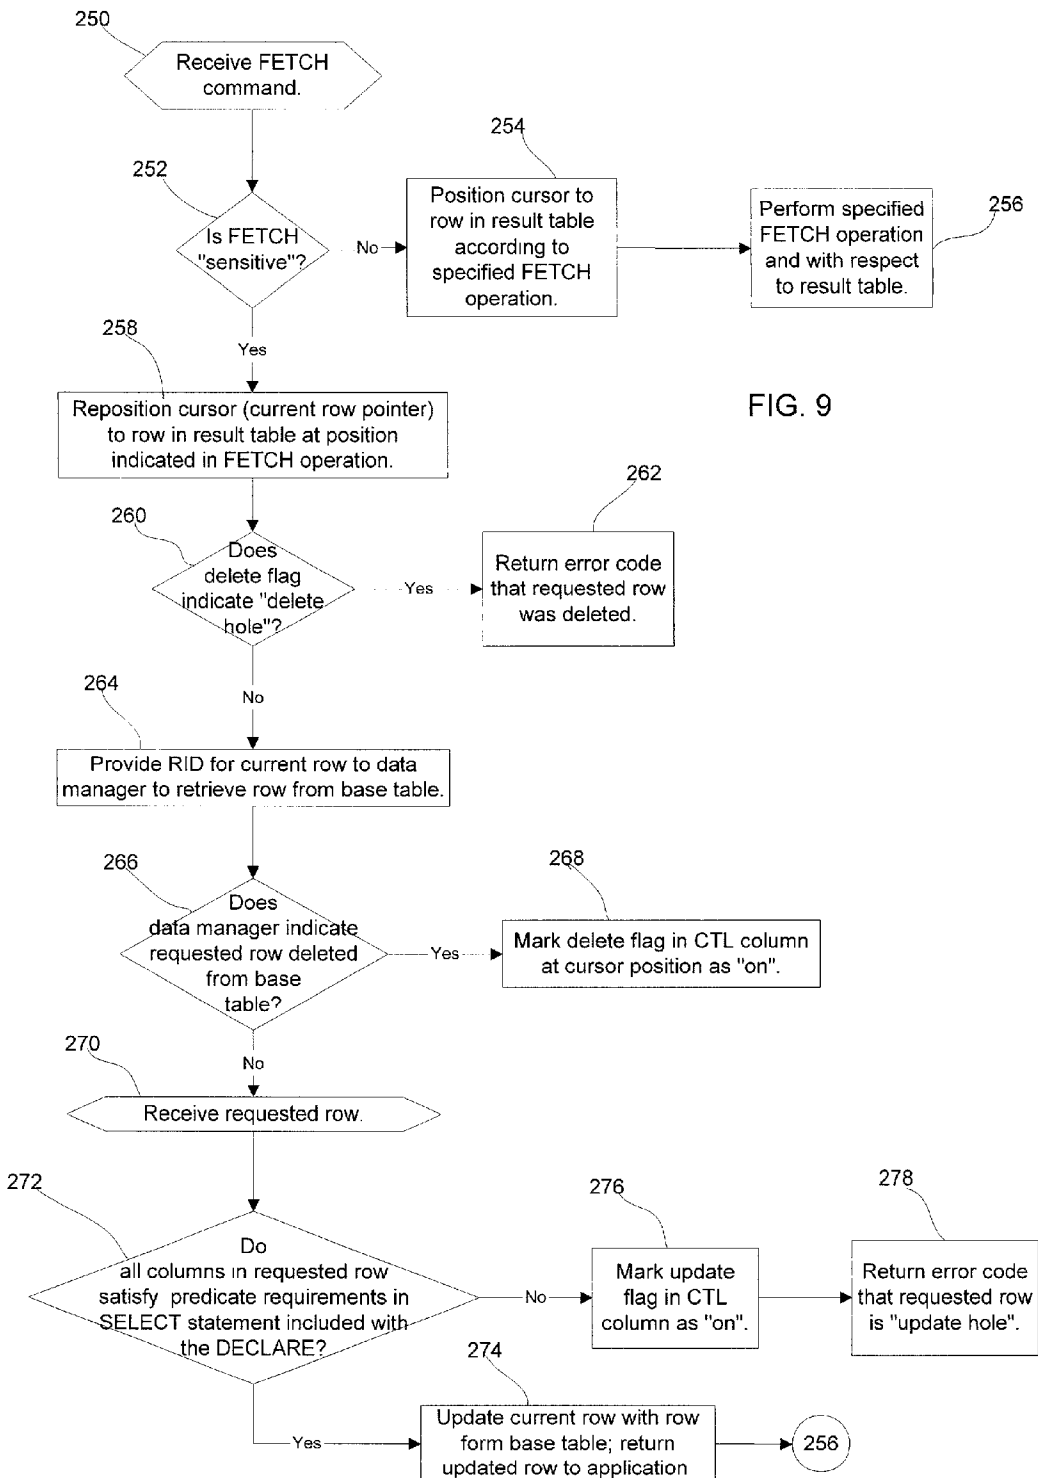 250
Receive FETCH
command.
252
Is FETCH
"sensitive"?
No
254
Position cursor to
row in result table
according to
specified FETCH
operation.
Perform specified
FETCH operation
and with respect
to result table.
256
Yes
258
Reposition cursor (current row pointer)
to row in result table at position
indicated in FETCH operation.
FIG. 9
260
Does
delete flag
indicate "delete
hole"?
Yes
262
Return error code
that requested row
was deleted.
No
264
Provide RID for current row to data
manager to retrieve row from base table.
266
Does
data manager indicate
requested row deleted
from base
table?
Yes
268
Mark delete flag in CTL column
at cursor position as "on".
No
270
Receive requested row.
272
Do
all columns in requested row
satisfy predicate requirements in
SELECT statement included with
the DECLARE?
No
276
Mark update
flag in CTL
column as "on".
278
Return error code
that requested row
is "update hole".
Yes
274
Update current row with row
form base table; return
updated row to application
256